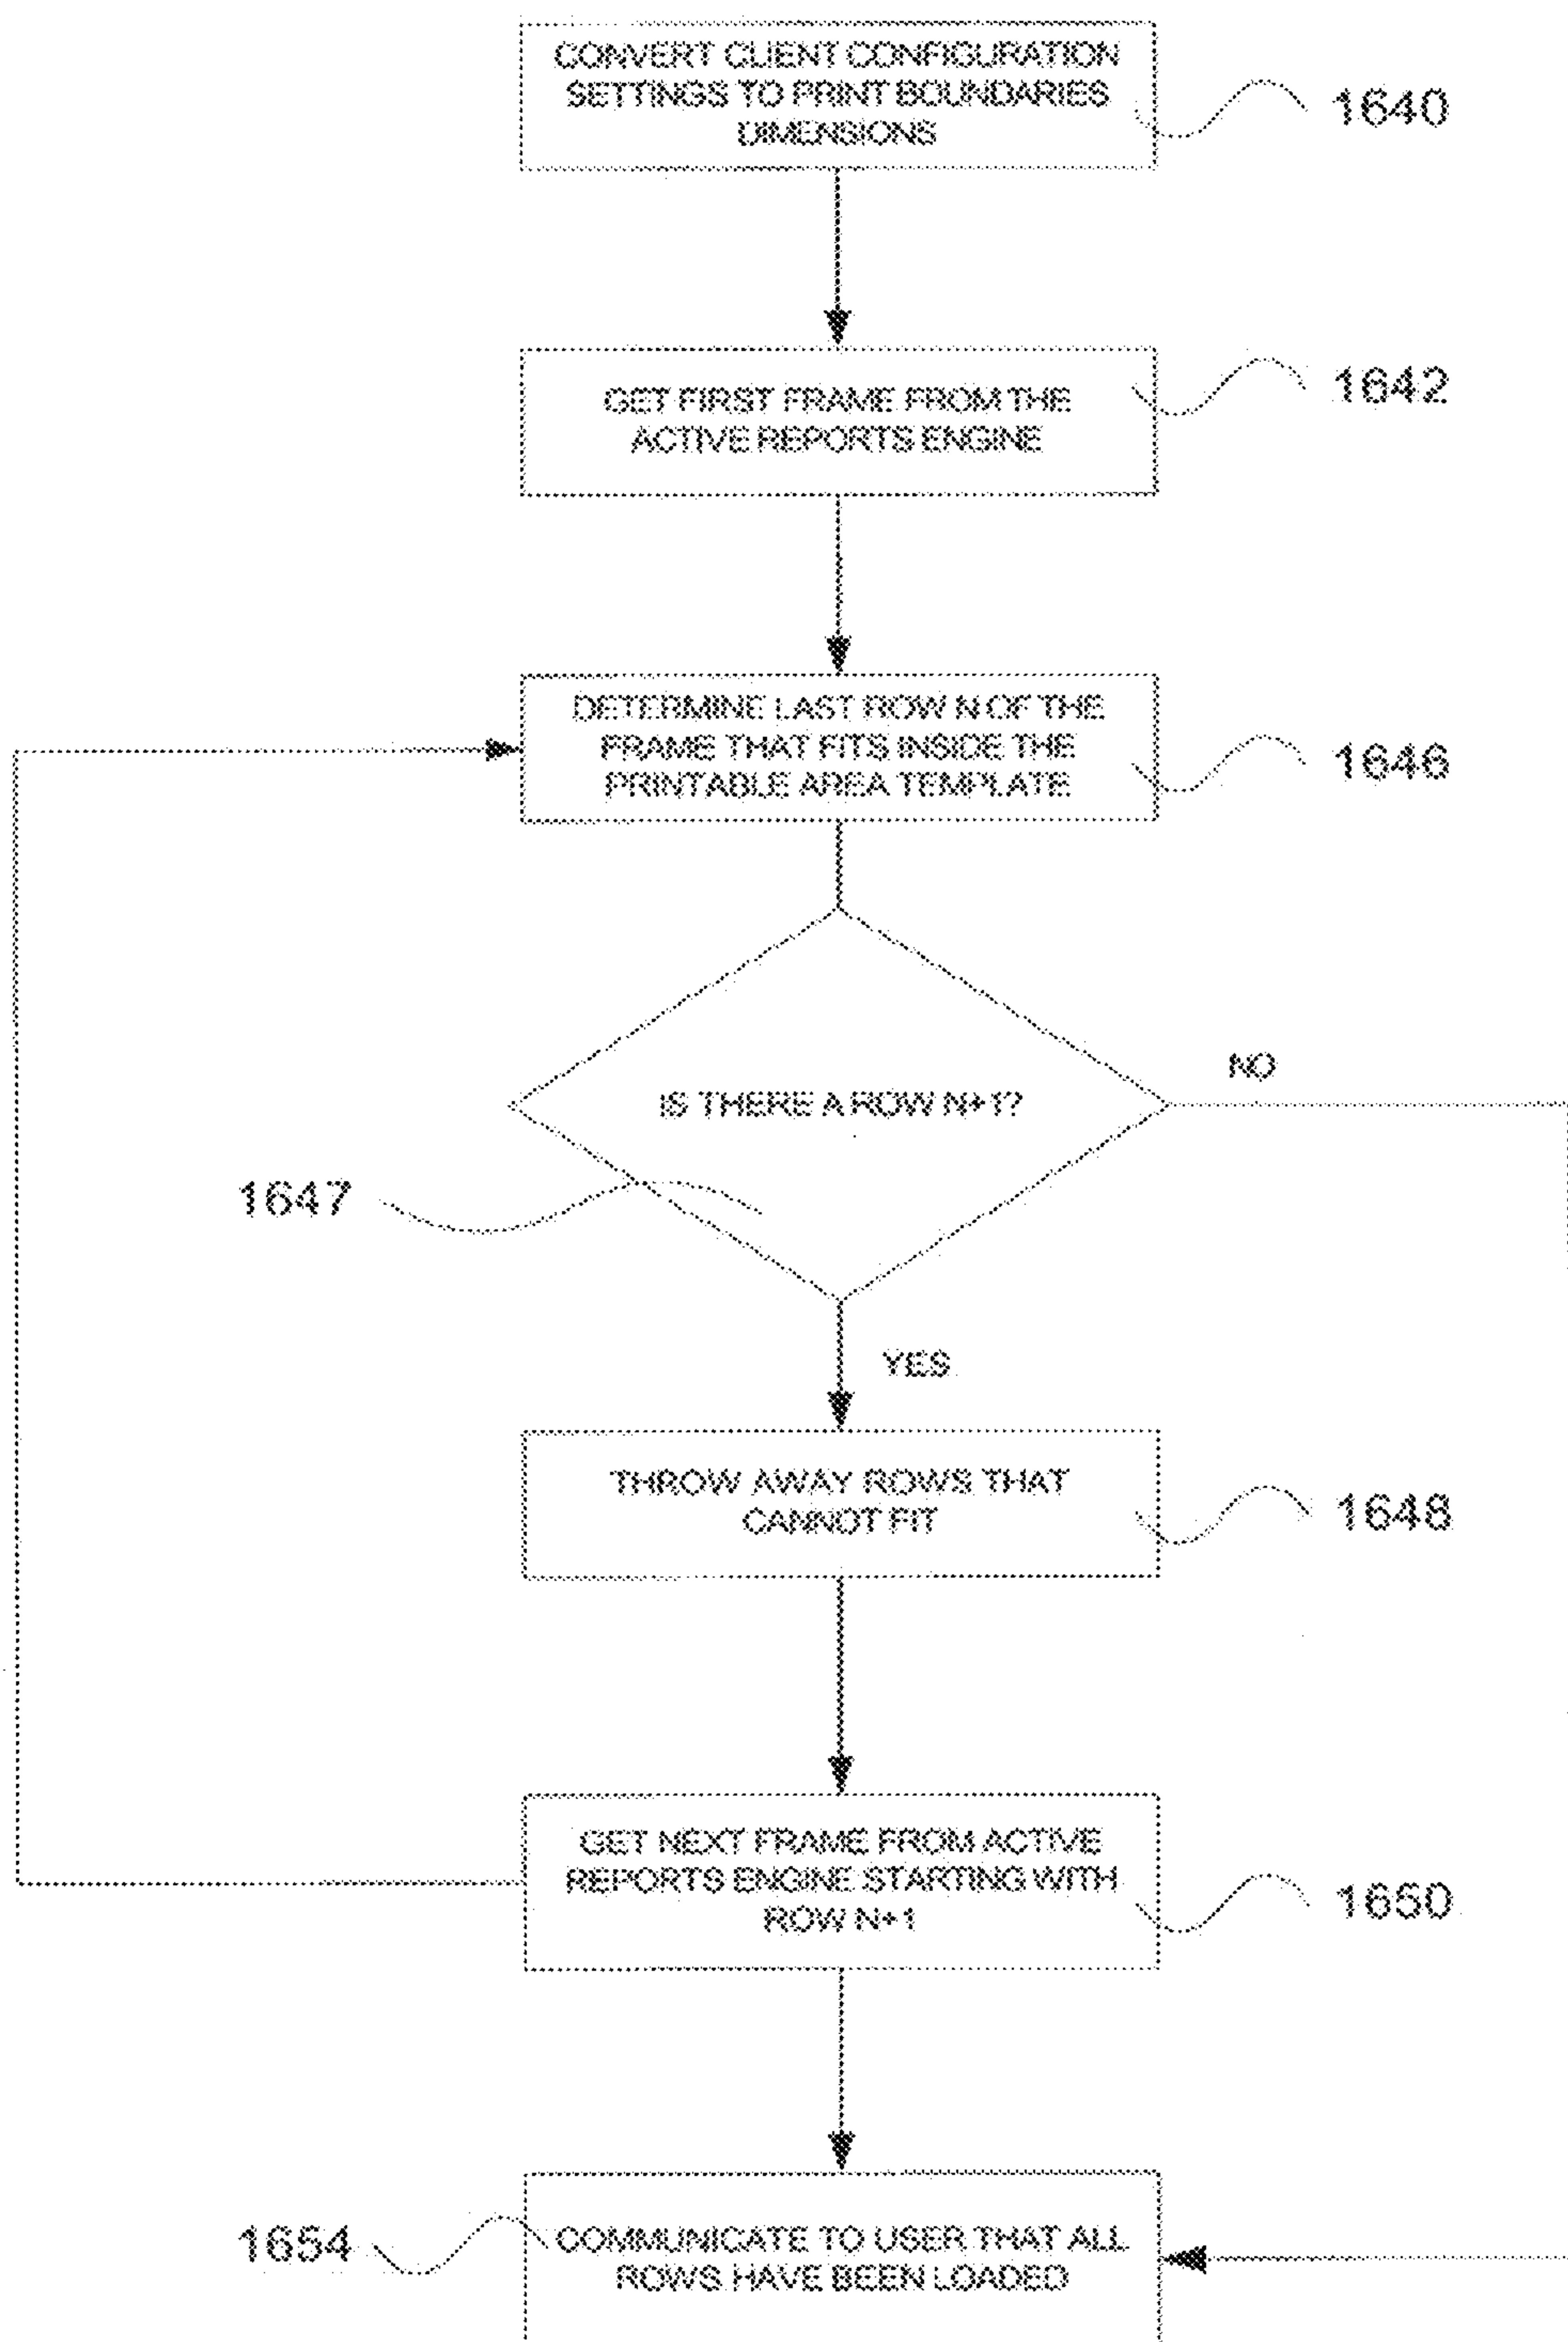 CONVERT CLIENT CONFIGURATION
SETTINGS TO PRINT BOUNDARIES
DIMENSIONS
1640
GET FIRST FRAME FROM THE
ACTIVE REPORTS ENGINE
1642
DETERMINE LAST ROW N OF THE
FRAME THAT FITS INSIDE THE
PRINTABLE AREA TEMPLATE
1646
NO
IS THERE A ROW N+1?
1647
YES
THROW AWAY ROWS THAT
CANNOT FIT
1648
GET NEXT FRAME FROM ACTIVE
REPORTS ENGINE STARTING WITH
ROW N+1
1650
1654
COMMUNICATE TO USER THAT ALL
ROWS HAVE BEEN LOADED